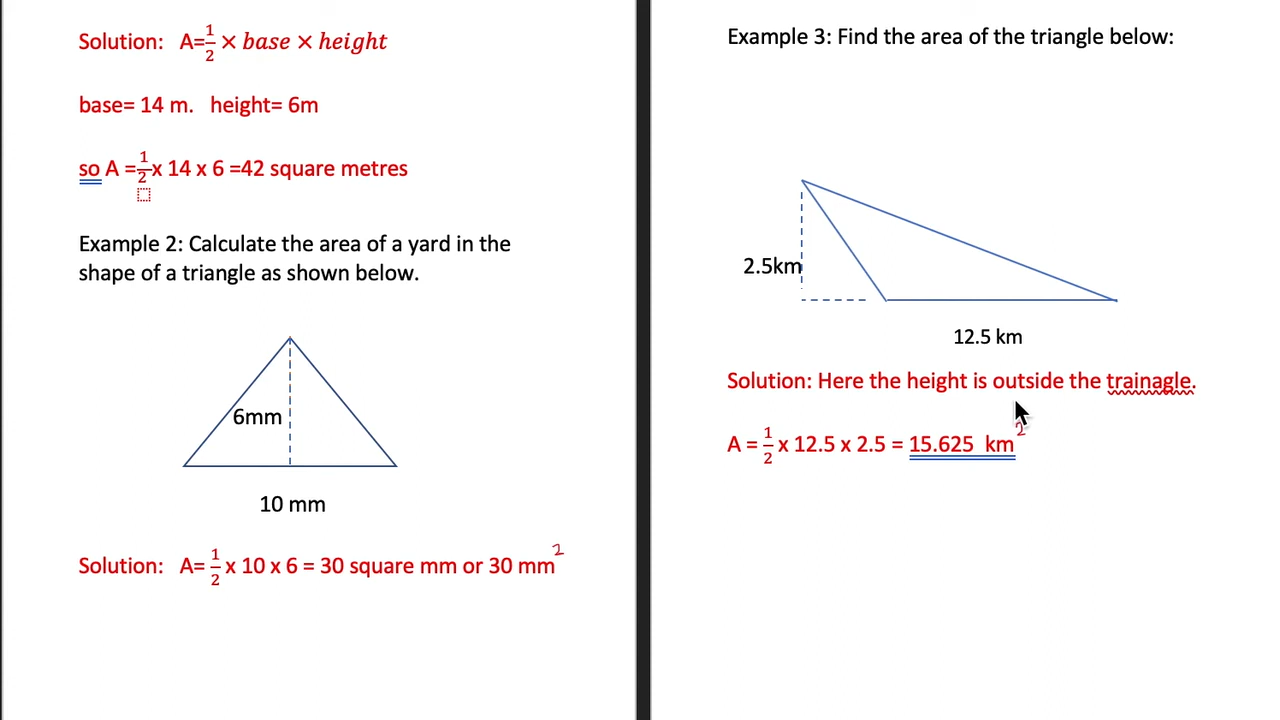 Solution: A=1/2 × base × height
base= 14 m. height= 6m
so A =1/2x 14 x 6 =42 square metres
Example 2: Calculate the area of a yard in the
shape of a triangle as shown below.
6mm
10 mm
Solution: A= 1/2 x 10 x 6 = 30 square mm or 30 mm²
Example 3: Find the area of the triangle below:
2.5km
12.5 km
Solution: Here the height is outside the trainagle.
A = 1/2 x 12.5 x 2.5 = 15.625 km²